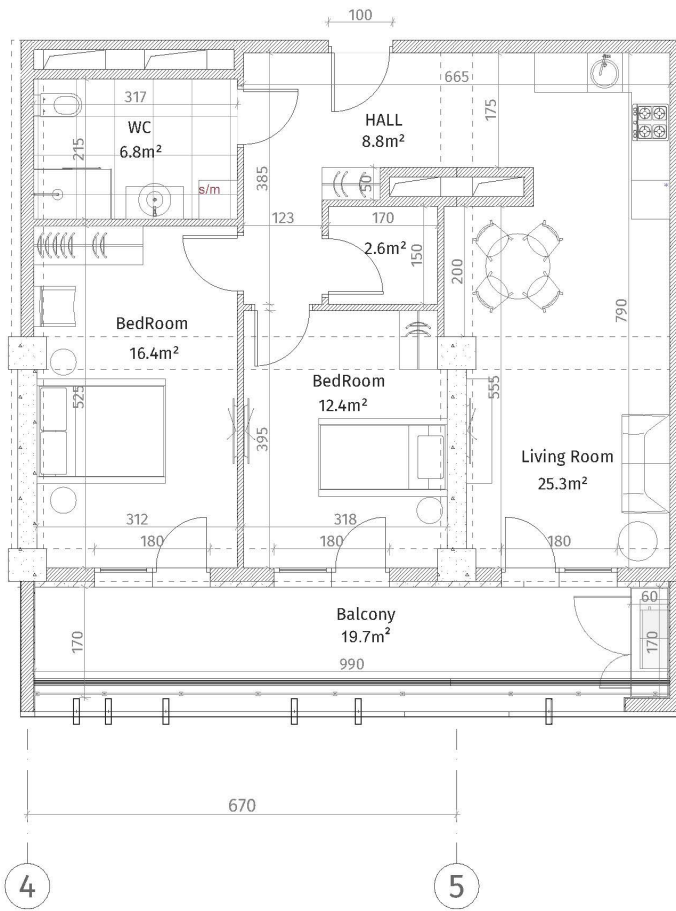 100
665
317
WC
6.8m²
215
HALL
8.8m²
175
385
50
s/m
123
170
2.6m²
150
200
790
BedRoom
16.4m²
525
BedRoom
12.4m²
395
555
Living Room
25.3m²
312
318
180
180
180
Balcony
19.7m²
170
60
170
990
670
4
5